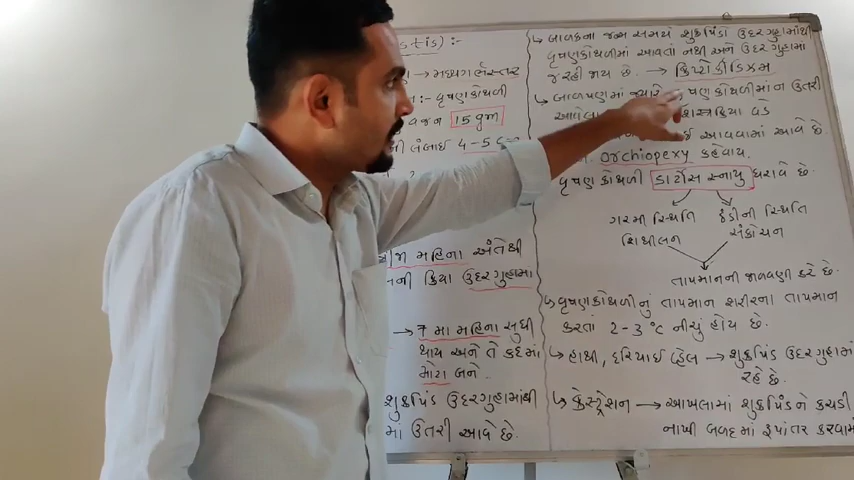 stis) :-
→ મધ્યગર્ભસ્તર
:- વૃષણકોથળી
વજન 15 gm
લંબાઈ 4-5
મહિના અંતેથી
ની ક્રિયા ઉદરગુહામાં
→ 7 મા મહિના સુધી
થાય અને તે કદમાં
મોટા બને.
શુક્રપિંડ ઉદરગુહામાંથી
માં ઉતરી આવે છે.
બાળકના જન્મ સમયે શુક્રપિંડો ઉદરગુહામાંથી
વૃષણકોથળીમાં આવતા નથી અને ઉદરગુહામાં
જ રહી જાય છે. → ક્રિપ્ટોર્કીડિઝમ
બાળપણમાં વૃષણકોથળીમાં ન ઉતરી
આવેલા શસ્ત્રક્રિયા વડે
આવવામાં આવે છે.
orchiopexy કહેવાય.
વૃષણકોથળી ડાર્ટોસ સ્નાયુ ધરાવે છે.
ગરમી સ્થિતિ ઠંડીની સ્થિતિ
શિથીલન સંકોચન
તાપમાનની જાળવણી કરે છે.
વૃષણકોથળીનું તાપમાન શરીરના તાપમાન
કરતાં 2-3 °C નીચું હોય છે.
હાથી, દરિયાઈ વ્હેલ → શુક્રપિંડ ઉદરગુહામાં
રહે છે.
કેસ્ટ્રેશન → આખલામાં શુક્રપિંડને કચડી
નાખી બળદમાં રૂપાંતર કરવામાં